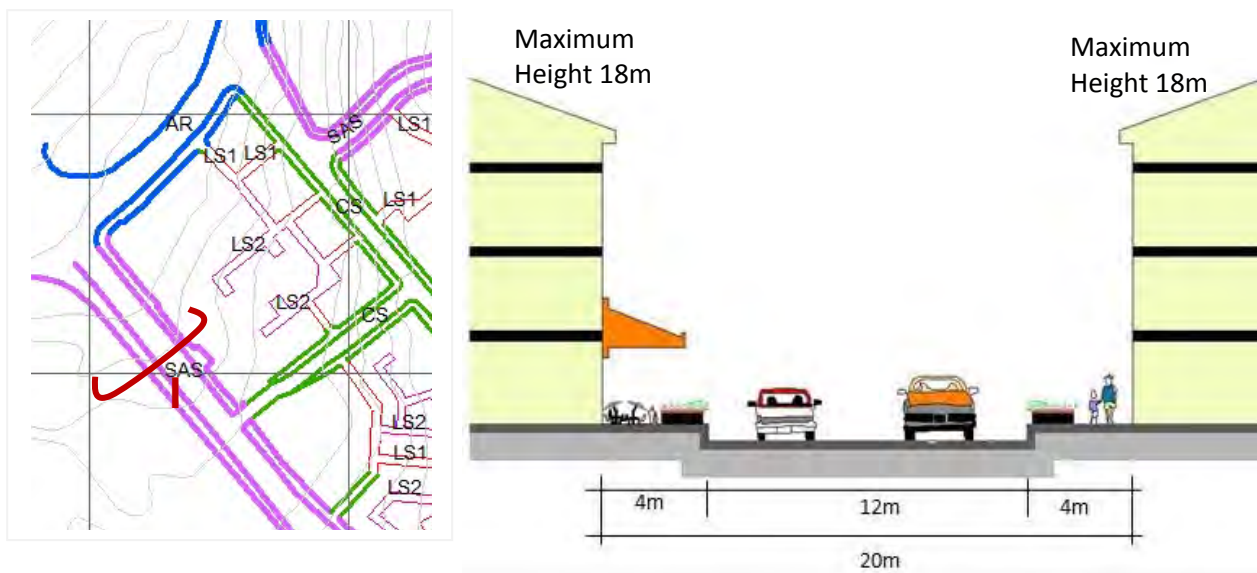 AR
SAS
LS1
LS1 LS1
CS
LS1
LS2
LS2
CS
SAS
LS2
LS1
LS2
Maximum
Height 18m
Maximum
Height 18m
4m
12m
4m
20m